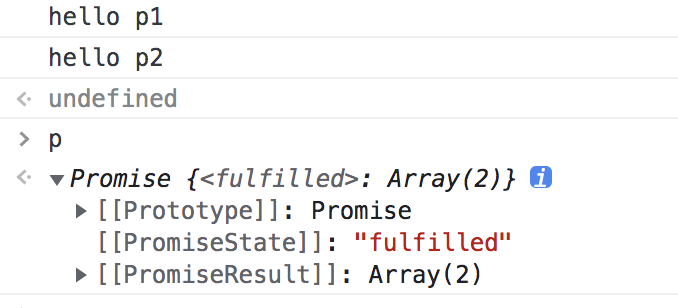 hello p1
hello p2
undefined
p
Promise {<fulfilled>: Array(2)} i
[[Prototype]]: Promise
[[PromiseState]]: "fulfilled"
[[PromiseResult]]: Array(2)